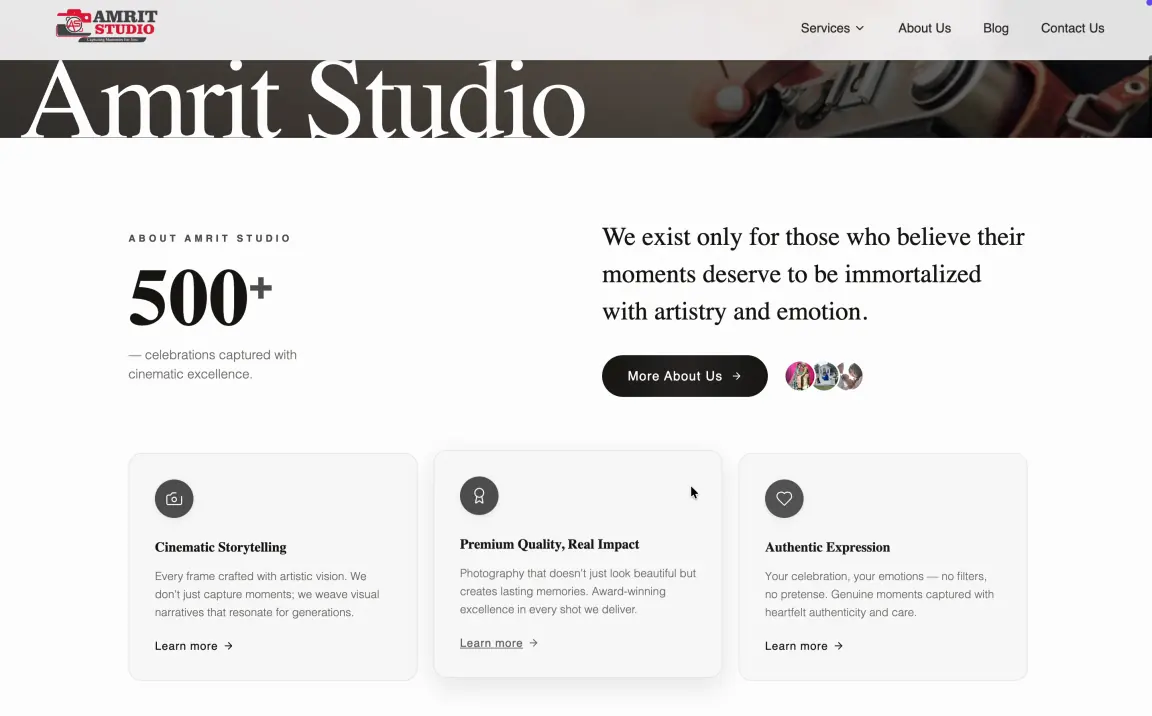 AMRIT
STUDIO
Capturing Moments For You
Services
About Us
Blog
Contact Us
Amrit Studio
ABOUT AMRIT STUDIO
500+
— celebrations captured with
cinematic excellence.
We exist only for those who believe their
moments deserve to be immortalized
with artistry and emotion.
More About Us →
Cinematic Storytelling
Every frame crafted with artistic vision. We
don't just capture moments; we weave visual
narratives that resonate for generations.
Learn more →
Premium Quality, Real Impact
Photography that doesn't just look beautiful but
creates lasting memories. Award-winning
excellence in every shot we deliver.
Learn more →
Authentic Expression
Your celebration, your emotions — no filters,
no pretense. Genuine moments captured with
heartfelt authenticity and care.
Learn more →